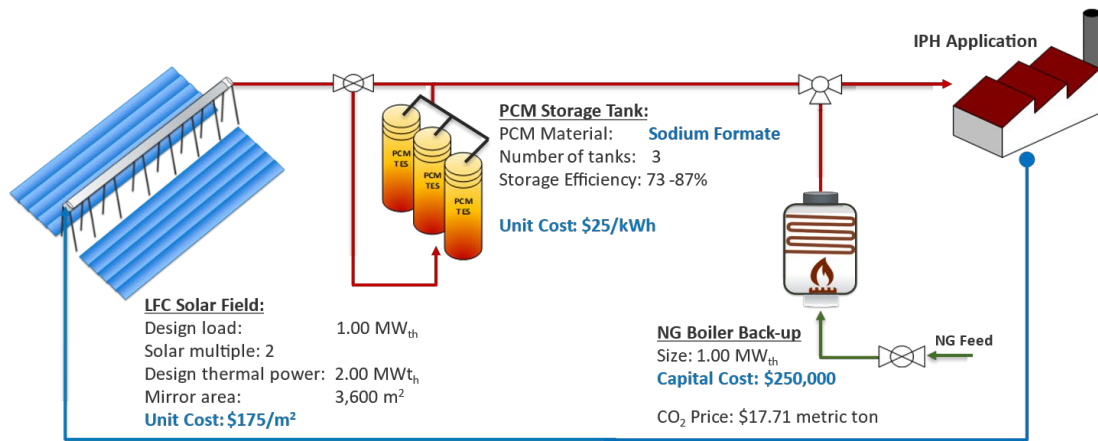 IPH Application
PCM Storage Tank:
PCM Material: Sodium Formate
Number of tanks: 3
Storage Efficiency: 73 -87%
Unit Cost: $25/kWh
PCM
TES
PCM
TES
PCM
TES
LFC Solar Field:
Design load: 1.00 MWth
Solar multiple: 2
Design thermal power: 2.00 MWth
Mirror area: 3,600 m²
Unit Cost: $175/m²
NG Boiler Back-up
Size: 1.00 MWth
Capital Cost: $250,000
CO2 Price: $17.71 metric ton
NG Feed